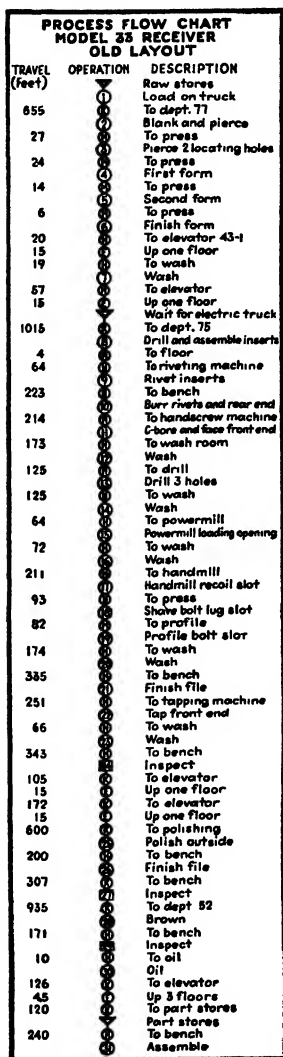 PROCESS FLOW CHART
MODEL 33 RECEIVER
OLD LAYOUT
TRAVEL (feet) OPERATION DESCRIPTION
Raw stores
1 Load on truck
655 To dept. 77
2 Blank and pierce
27 To press
3 Pierce 2 locating holes
24 To press
4 First form
14 To press
5 Second form
6 To press
6 Finish form
20 To elevator 43-1
15 Up one floor
19 To wash
7 Wash
57 To elevator
15 Up one floor
Wait for electric truck
1015 To dept. 75
8 Drill and assemble inserts
4 To floor
64 To riveting machine
9 Rivet inserts
223 To bench
Burr rivets and rear end
214 To handscrew machine
C-bore and face front end
173 To wash room
Wash
125 To drill
Drill 3 holes
125 To wash
Wash
64 To powermill
Powermill loading opening
72 To wash
Wash
211 To handmill
Handmill recoil slot
93 To press
Shave bolt lug slot
82 To profile
Profile bolt slot
174 To wash
Wash
385 To bench
21 Finish file
251 To tapping machine
Tap front end
66 To wash
Wash
343 To bench
Inspect
105 To elevator
15 Up one floor
172 To elevator
15 Up one floor
600 To polishing
Polish outside
200 To bench
Finish file
307 To bench
27 Inspect
935 To dept 52
Brown
171 To bench
Inspect
10 To oil
Oil
126 To elevator
45 Up 3 floors
120 To part stores
Part stores
240 To bench
Assemble